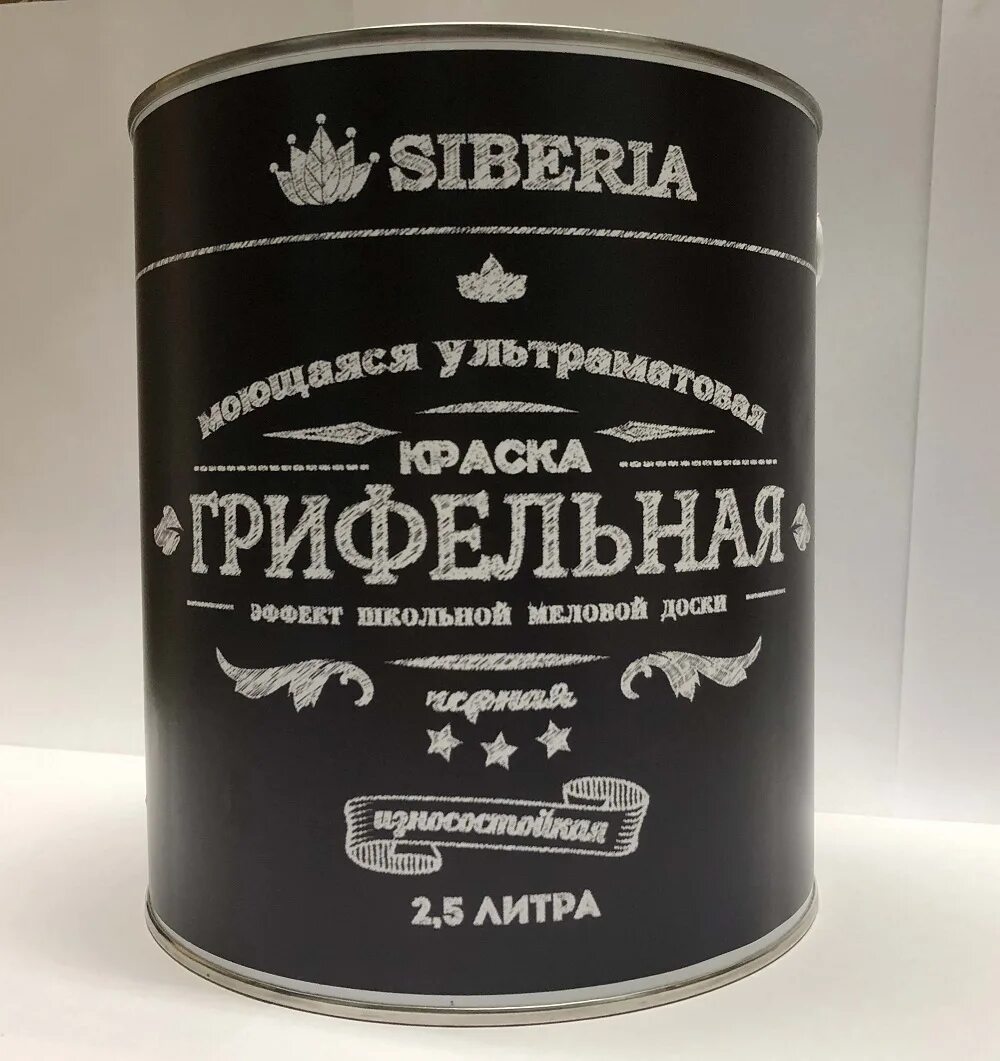 SIBERIA
моющаяся ультраматовая
КРАСКА
ГРИФЕЛЬНАЯ
ЭФФЕКТ ШКОЛЬНОЙ МЕЛОВОЙ ДОСКИ
черная
износостойкая
2,5 ЛИТРА